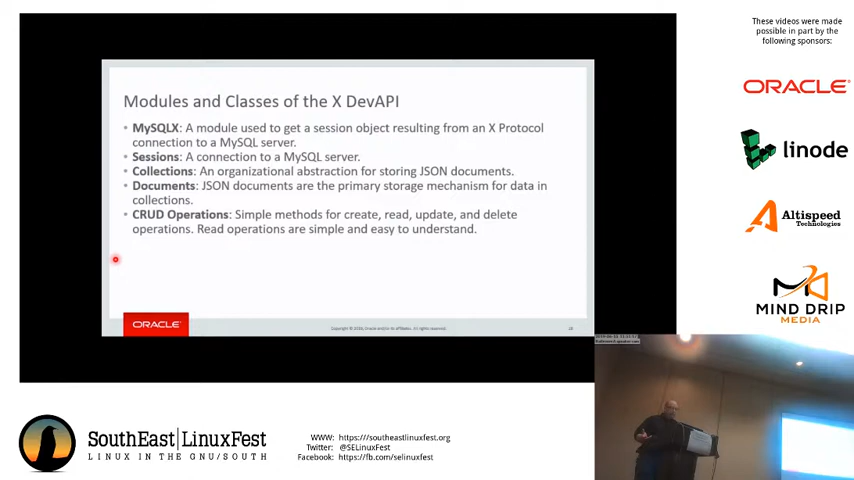 These videos were made
possible in part by the
following sponsors:
ORACLE
linode
Altispeed
Technologies
MIND DRIP
MEDIA
Modules and Classes of the X DevAPI
• MySQLX: A module used to get a session object resulting from an X Protocol
connection to a MySQL server.
• Sessions: A connection to a MySQL server.
• Collections: An organizational abstraction for storing JSON documents.
• Documents: JSON documents are the primary storage mechanism for data in
collections.
• CRUD Operations: Simple methods for create, read, update, and delete
operations. Read operations are simple and easy to understand.
ORACLE
SouthEast|LinuxFest
LINUX IN THE GNU/SOUTH
WWW: https:///southeastlinuxfest.org
Twitter: @SELinuxFest
Facebook: https://fb.com/selinuxfest